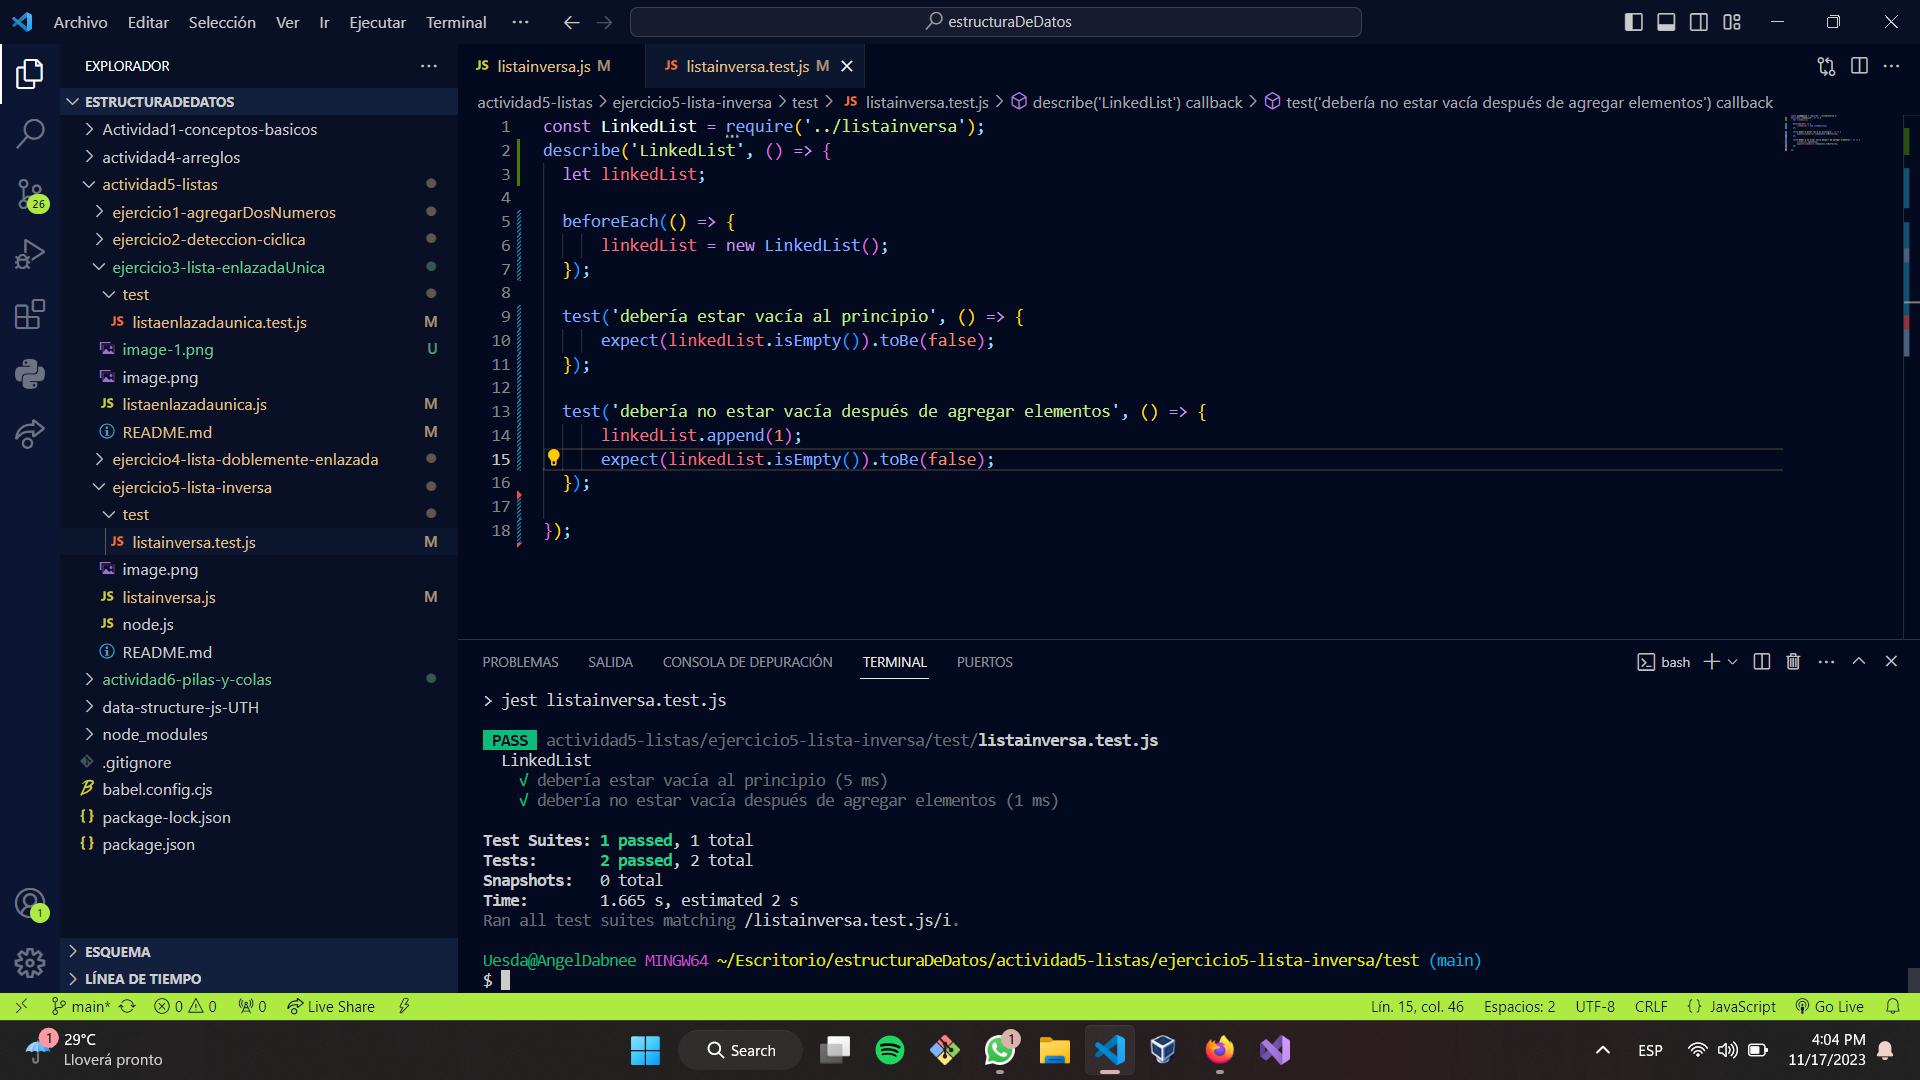 Archivo Editar Selección Ver Ir Ejecutar Terminal ··· estructuraDeDatos
EXPLORADOR ···
ESTRUCTURADEDATOS
Actividad1-conceptos-basicos
actividad4-arreglos
actividad5-listas
ejercicio1-agregarDosNumeros
ejercicio2-deteccion-ciclica
ejercicio3-lista-enlazadaUnica
test
JS listaenlazadaunica.test.js M
image-1.png U
image.png
JS listaenlazadaunica.js M
README.md M
ejercicio4-lista-doblemente-enlazada
ejercicio5-lista-inversa
test
JS listainversa.test.js M
image.png
JS listainversa.js M
JS node.js
README.md
actividad6-pilas-y-colas
data-structure-js-UTH
node_modules
.gitignore
babel.config.cjs
{} package-lock.json
{} package.json
ESQUEMA
LÍNEA DE TIEMPO
26
1
JS listainversa.js M JS listainversa.test.js M
actividad5-listas > ejercicio5-lista-inversa > test > JS listainversa.test.js > describe('LinkedList') callback > test('debería no estar vacía después de agregar elementos') callback
1 const LinkedList = require('../listainversa');
2 describe('LinkedList', () => {
3 let linkedList;
4
5 beforeEach(() => {
6 linkedList = new LinkedList();
7 });
8
9 test('debería estar vacía al principio', () => {
10 expect(linkedList.isEmpty()).toBe(false);
11 });
12
13 test('debería no estar vacía después de agregar elementos', () => {
14 linkedList.append(1);
15 expect(linkedList.isEmpty()).toBe(false);
16 });
17
18 });
PROBLEMAS SALIDA CONSOLA DE DEPURACIÓN TERMINAL PUERTOS bash
> jest listainversa.test.js
PASS actividad5-listas/ejercicio5-lista-inversa/test/listainversa.test.js
LinkedList
√ debería estar vacía al principio (5 ms)
√ debería no estar vacía después de agregar elementos (1 ms)
Test Suites: 1 passed, 1 total
Tests: 2 passed, 2 total
Snapshots: 0 total
Time: 1.665 s, estimated 2 s
Ran all test suites matching /listainversa.test.js/i.
Uesda@AngelDabnee MINGW64 ~/Escritorio/estructuraDeDatos/actividad5-listas/ejercicio5-lista-inversa/test (main)
$
main* 0 0 0 Live Share Lín. 15, col. 46 Espacios: 2 UTF-8 CRLF {} JavaScript Go Live
1 29°C
Lloverá pronto
Search
1
ESP
4:04 PM
11/17/2023